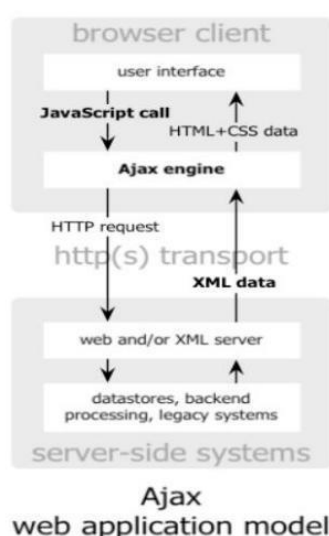 browser client
user interface
JavaScript call
HTML+CSS data
Ajax engine
HTTP request
http(s) transport
XML data
web and/or XML server
datastores, backend
processing, legacy systems
server-side systems
Ajax
web application model